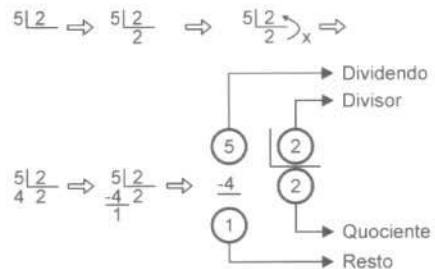 5 2 ⇨ 5 2 ⇨ 5 2 ⇨
2 2 x
Dividendo
Divisor
5 2 ⇨ 5 2 ⇨ 5 2
4 2 -4 2 -4 2
1 1
Quociente
Resto